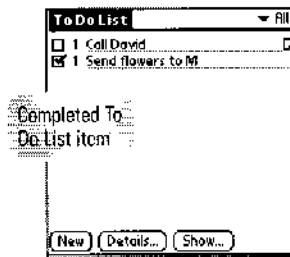 To Do List All
1 Call David
1 Send flowers to M
Completed To
Do List item
New Details... Show...